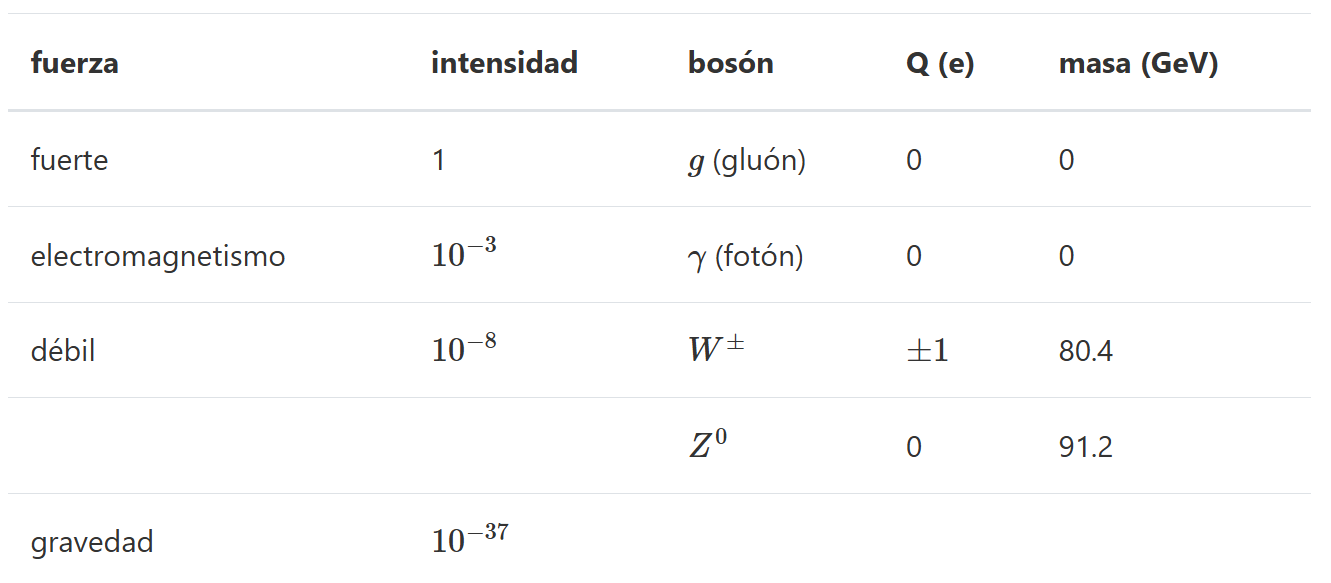 fuerza intensidad bosón Q (e) masa (GeV)
fuerte 1 g (gluón) 0 0
electromagnetismo 10⁻³ γ (fotón) 0 0
débil 10⁻⁸ W± ±1 80.4
Z⁰ 0 91.2
gravedad 10⁻³⁷